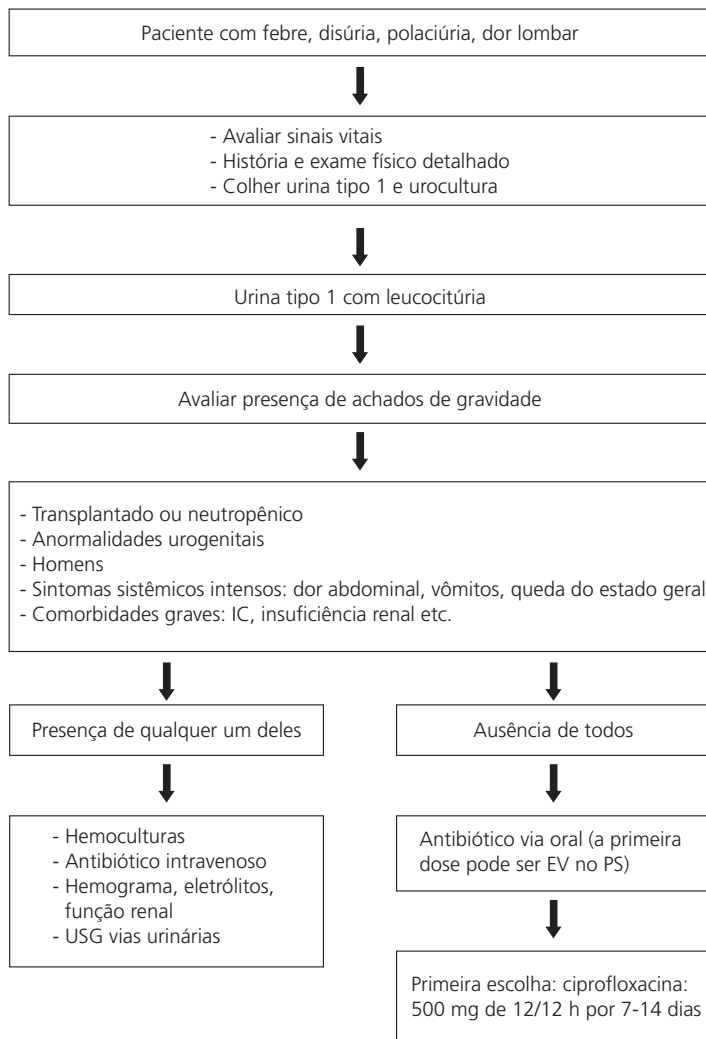 Paciente com febre, disúria, polaciúria, dor lombar
- Avaliar sinais vitais
- História e exame físico detalhado
- Colher urina tipo 1 e urocultura
Urina tipo 1 com leucocitúria
Avaliar presença de achados de gravidade
- Transplantado ou neutropênico
- Anormalidades urogenitais
- Homens
- Sintomas sistêmicos intensos: dor abdominal, vômitos, queda do estado geral
- Comorbidades graves: IC, insuficiência renal etc.
Presença de qualquer um deles
- Hemoculturas
- Antibiótico intravenoso
- Hemograma, eletrólitos,
função renal
- USG vias urinárias
Ausência de todos
Antibiótico via oral (a primeira
dose pode ser EV no PS)
Primeira escolha: ciprofloxacina:
500 mg de 12/12 h por 7-14 dias